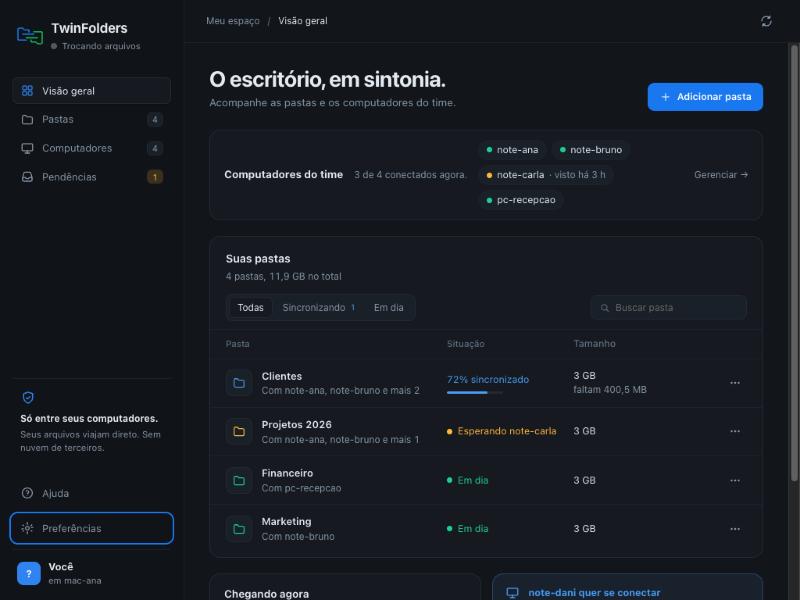 TwinFolders
Trocando arquivos
Visão geral
Pastas 4
Computadores 4
Pendências 1
Só entre seus computadores.
Seus arquivos viajam direto. Sem
nuvem de terceiros.
Ajuda
Preferências
?
Você
em mac-ana
Meu espaço / Visão geral
O escritório, em sintonia.
Acompanhe as pastas e os computadores do time.
+ Adicionar pasta
Computadores do time 3 de 4 conectados agora.
note-ana note-bruno
note-carla · visto há 3 h
pc-recepcao
Gerenciar →
Suas pastas
4 pastas, 11,9 GB no total
Todas Sincronizando 1 Em dia
Buscar pasta
Pasta Situação Tamanho
Clientes
Com note-ana, note-bruno e mais 2
72% sincronizado
3 GB
faltam 400,5 MB
Projetos 2026
Com note-ana, note-bruno e mais 1
Esperando note-carla
3 GB
Financeiro
Com pc-recepcao
Em dia
3 GB
Marketing
Com note-bruno
Em dia
3 GB
Chegando agora
note-dani quer se conectar